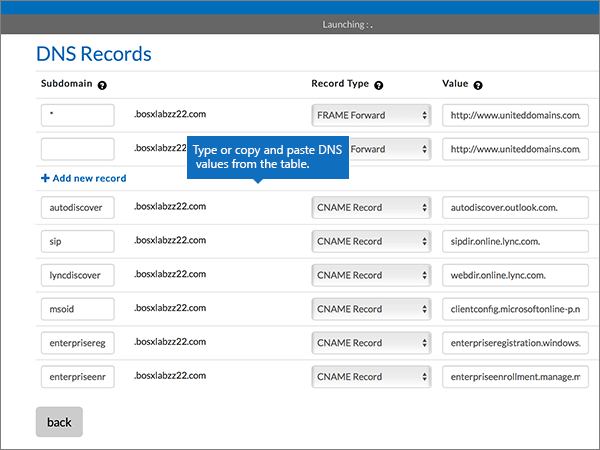 Launching : .
DNS Records
Subdomain ? Record Type ? Value ?
* .bosxlabzz22.com FRAME Forward http://www.uniteddomains.com.
.bosxlabzz22.com Forward http://www.uniteddomains.com.
Type or copy and paste DNS
values from the table.
+ Add new record
autodiscover .bosxlabzz22.com CNAME Record autodiscover.outlook.com.
sip .bosxlabzz22.com CNAME Record sipdir.online.lync.com.
lyncdiscover .bosxlabzz22.com CNAME Record webdir.online.lync.com.
msoid .bosxlabzz22.com CNAME Record clientconfig.microsoftonline-p.n
enterprisereg .bosxlabzz22.com CNAME Record enterpriseregistration.windows.
enterpriseenr .bosxlabzz22.com CNAME Record enterpriseenrollment.manage.m
back